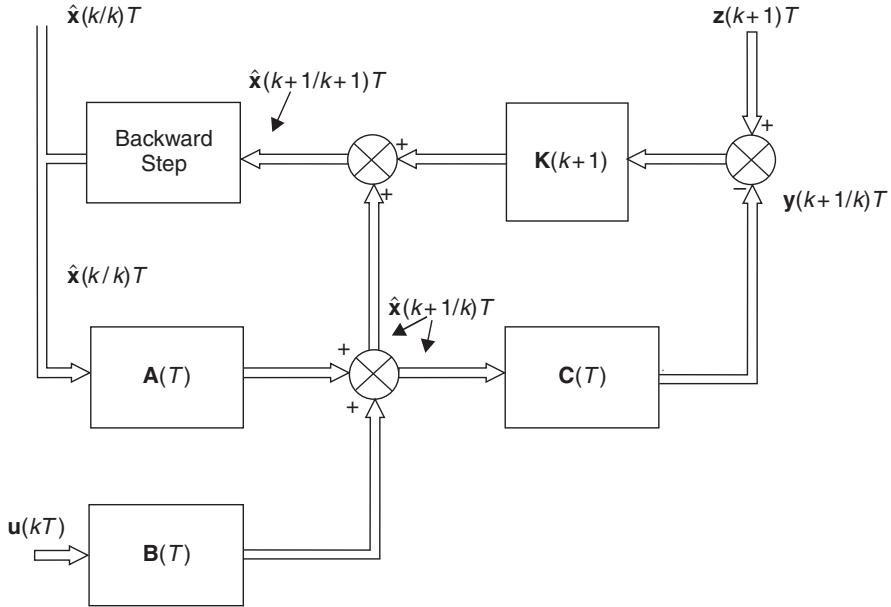 x̂(k/k)T
z(k+1)T
x̂(k+1/k+1)T
Backward
Step
+
K(k+1)
+
+
−
y(k+1/k)T
x̂(k/k)T
x̂(k+1/k)T
+
A(T)
C(T)
+
u(kT)
B(T)